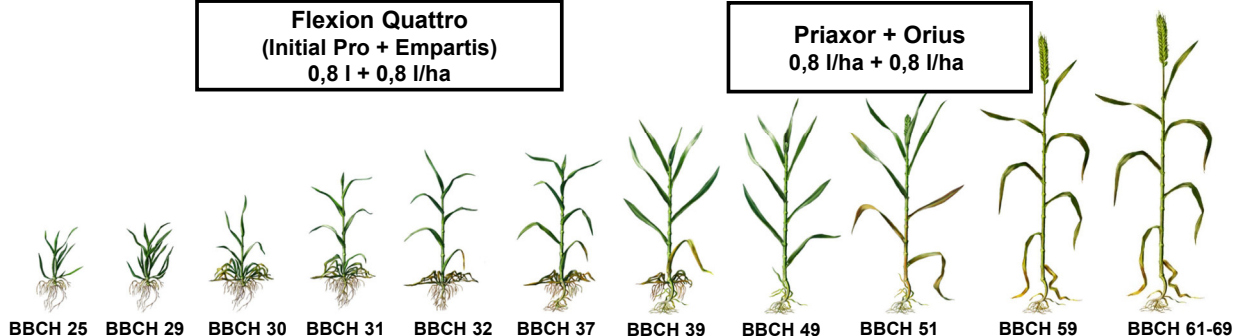 Flexion Quattro
(Initial Pro + Empartis)
0,8 l + 0,8 l/ha
Priaxor + Orius
0,8 l/ha + 0,8 l/ha
BBCH 25 BBCH 29 BBCH 30 BBCH 31 BBCH 32 BBCH 37 BBCH 39 BBCH 49 BBCH 51 BBCH 59 BBCH 61-69